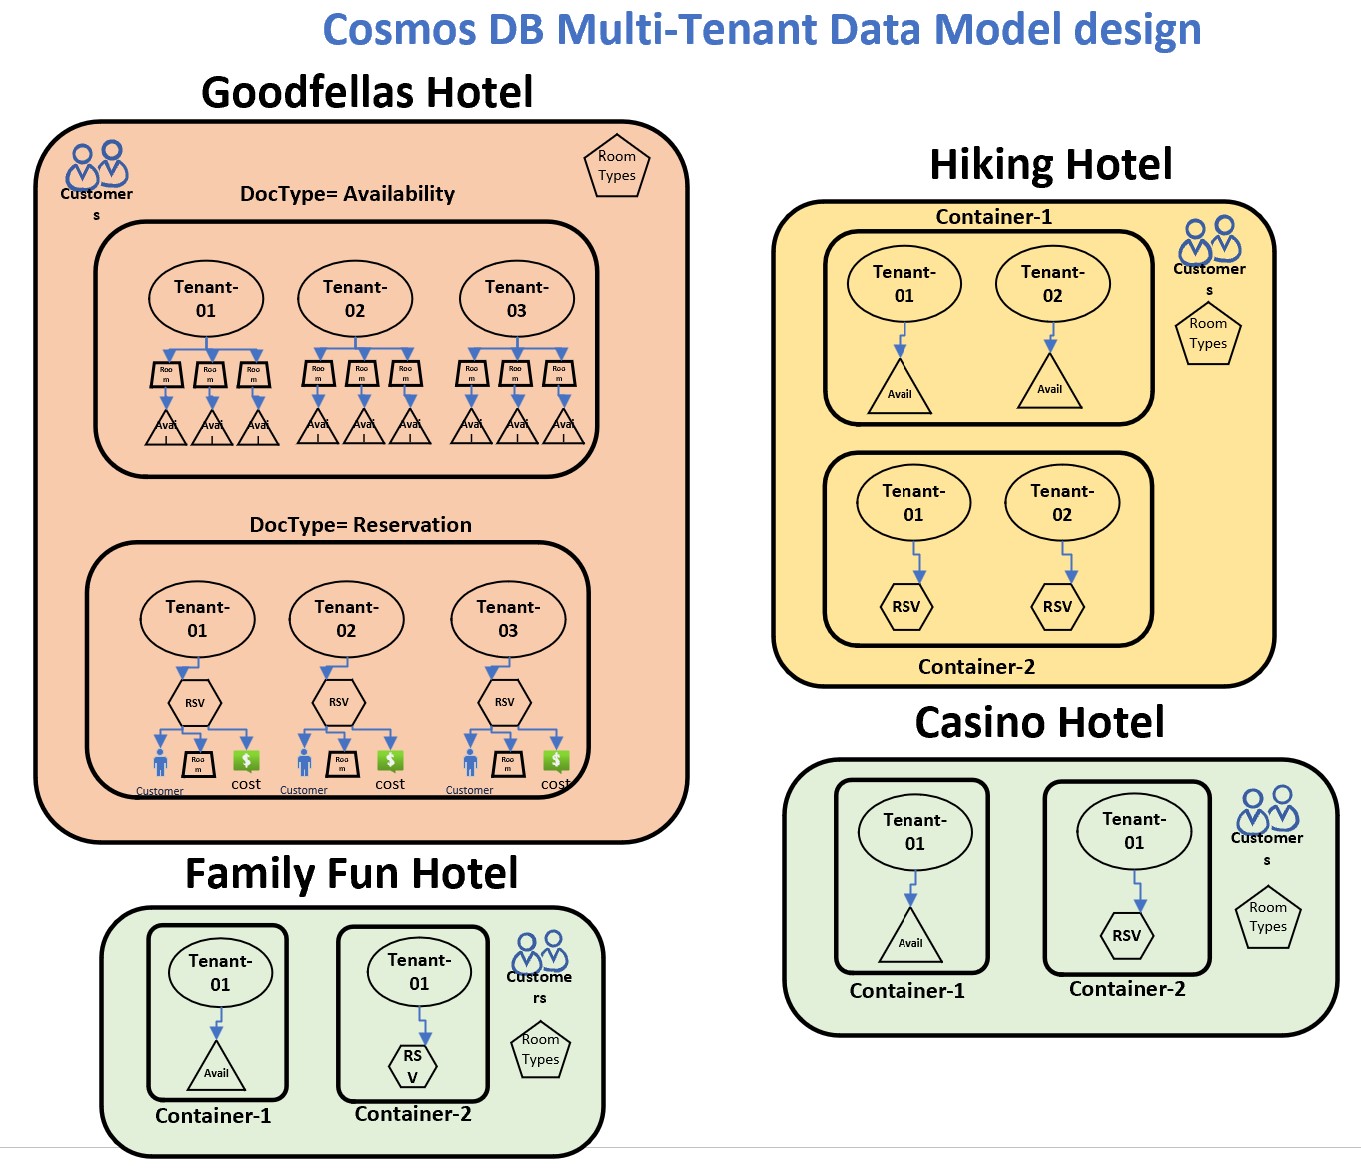 Cosmos DB Multi-Tenant Data Model design
Goodfellas Hotel
Customer
s
Room
Types
DocType= Availability
Tenant-
01
Tenant-
02
Tenant-
03
Roo
m
Roo
m
Roo
m
Roo
m
Roo
m
Roo
m
Roo
m
Roo
m
Roo
m
Avai
l
Avai
l
Avai
l
Avai
l
Avai
l
Avai
l
Avai
l
Avai
l
Avai
l
DocType= Reservation
Tenant-
01
Tenant-
02
Tenant-
03
RSV
RSV
RSV
Customer
Roo
m
cost
Customer
Roo
m
cost
Customer
Roo
m
cost
Hiking Hotel
Container-1
Tenant-
01
Tenant-
02
Avail
Avail
Customer
s
Room
Types
Tenant-
01
Tenant-
02
RSV
RSV
Container-2
Casino Hotel
Tenant-
01
Avail
Container-1
Tenant-
01
RSV
Container-2
Customer
s
Room
Types
Family Fun Hotel
Tenant-
01
Avail
Container-1
Tenant-
01
RS
V
Container-2
Custome
rs
Room
Types